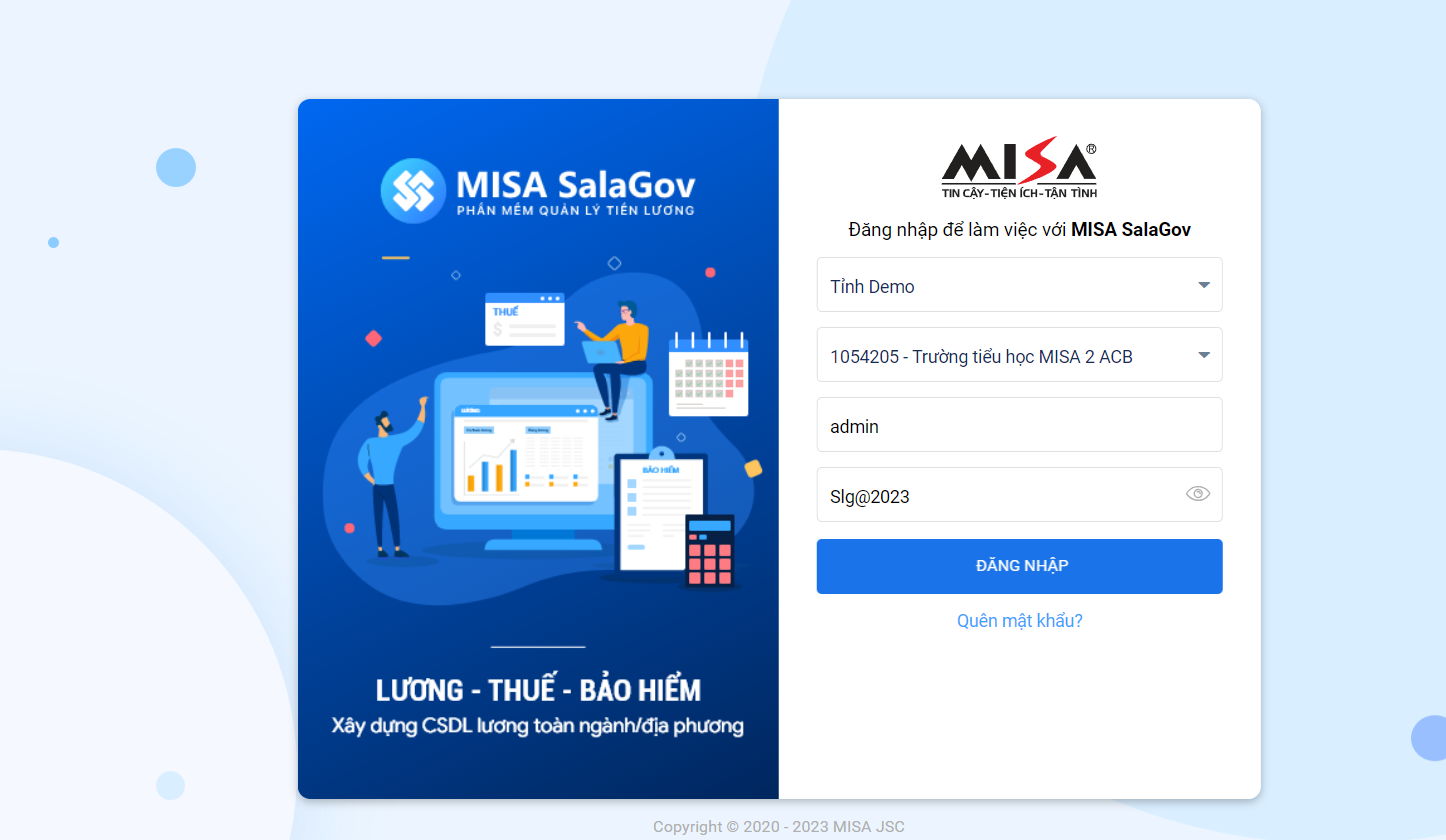 MISA SalaGov
PHẦN MỀM QUẢN LÝ TIỀN LƯƠNG
THUẾ
$
LƯƠNG
BẢO HIỂM
LƯƠNG - THUẾ - BẢO HIỂM
Xây dựng CSDL lương toàn ngành/địa phương
MISA®
TIN CẬY-TIỆN ÍCH-TẬN TÌNH
Đăng nhập để làm việc với MISA SalaGov
Tỉnh Demo
1054205 - Trường tiểu học MISA 2 ACB
admin
Slg@2023
ĐĂNG NHẬP
Quên mật khẩu?
Copyright © 2020 - 2023 MISA JSC